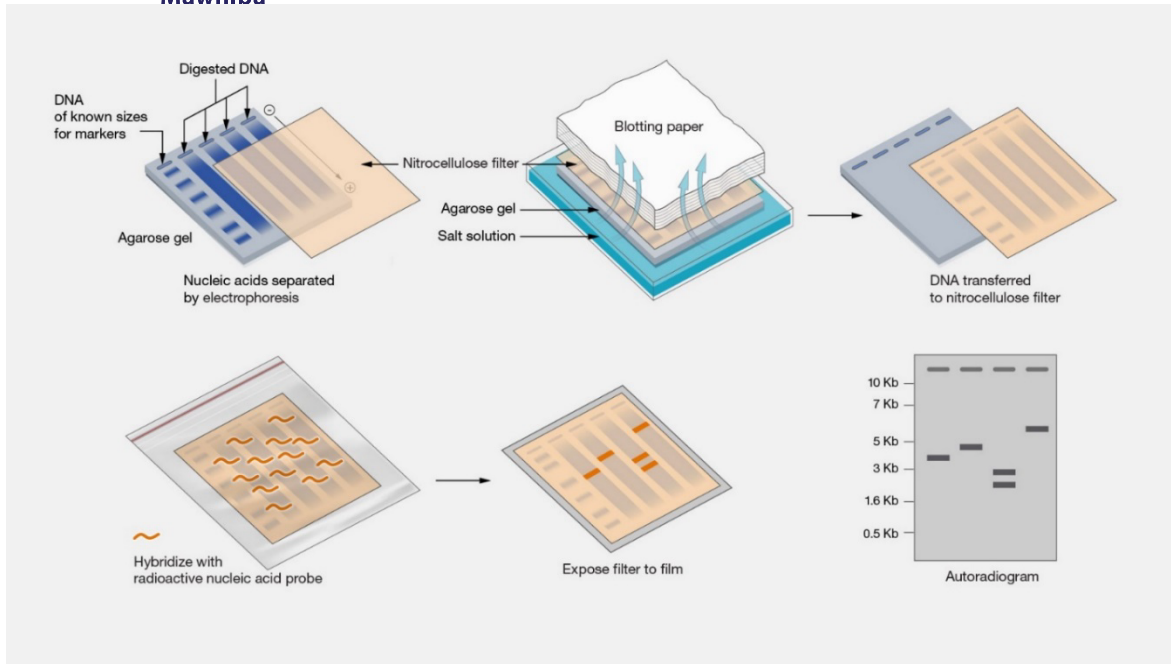 Digested DNA
DNA
of known sizes
for markers
-
+
Agarose gel
Nucleic acids separated
by electrophoresis
Nitrocellulose filter
Blotting paper
Agarose gel
Salt solution
DNA transferred
to nitrocellulose filter
Hybridize with
radioactive nucleic acid probe
Expose filter to film
10 Kb
7 Kb
5 Kb
3 Kb
1.6 Kb
0.5 Kb
Autoradiogram